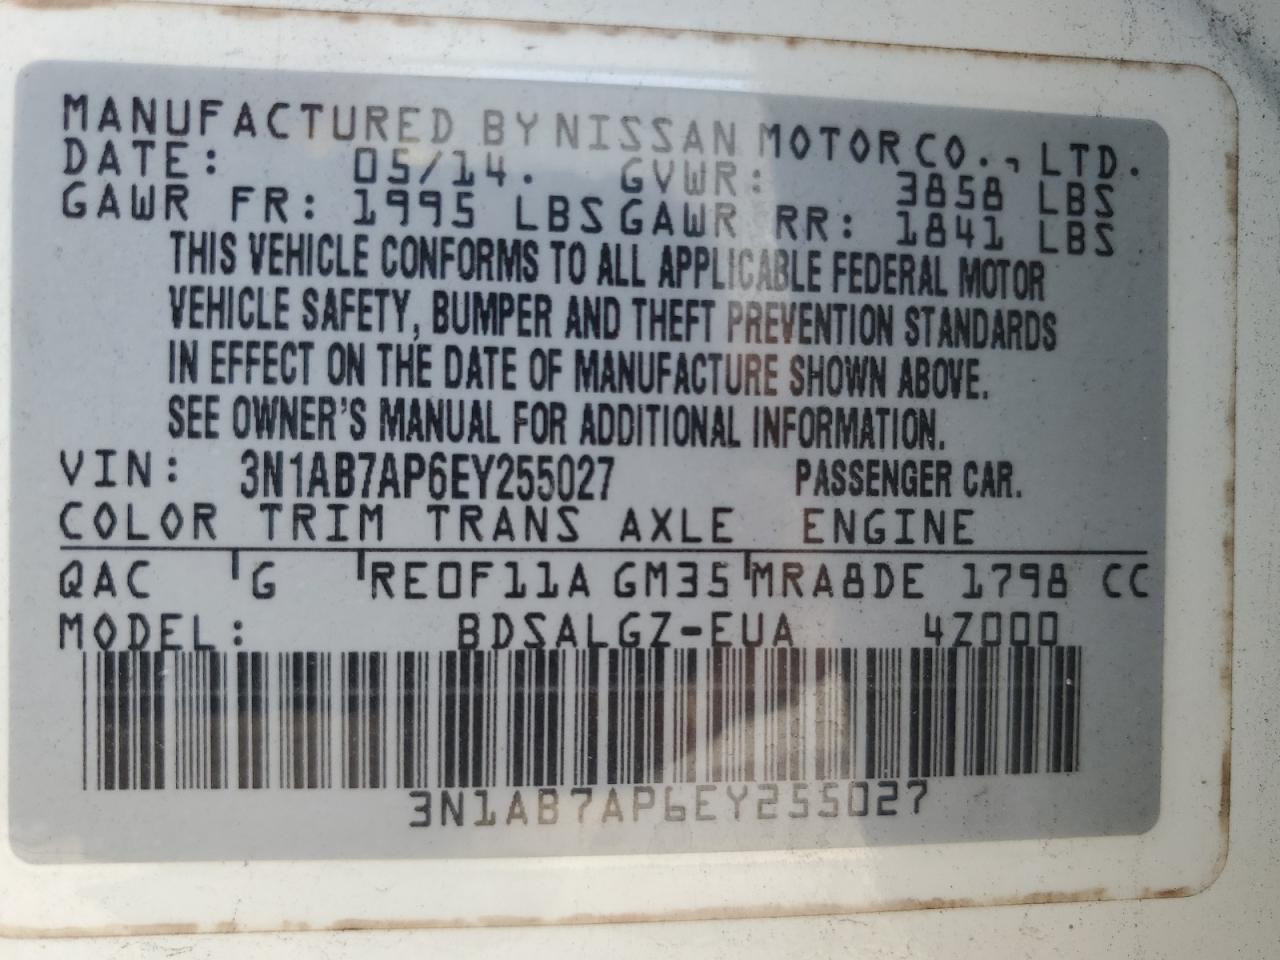 MANUFACTURED BY NISSAN MOTOR CO., LTD.
DATE: 05/14. GVWR: 3858 LBS
GAWR FR: 1995 LBS GAWR RR: 1841 LBS
THIS VEHICLE CONFORMS TO ALL APPLICABLE FEDERAL MOTOR
VEHICLE SAFETY, BUMPER AND THEFT PREVENTION STANDARDS
IN EFFECT ON THE DATE OF MANUFACTURE SHOWN ABOVE.
SEE OWNER'S MANUAL FOR ADDITIONAL INFORMATION.
VIN: 3N1AB7AP6EY255027 PASSENGER CAR.
COLOR TRIM TRANS AXLE ENGINE
QAC G RE0F11A GM35 MRA8DE 1798 CC
MODEL: BDSALGZ-EUA 4Z000
3N1AB7AP6EY255027